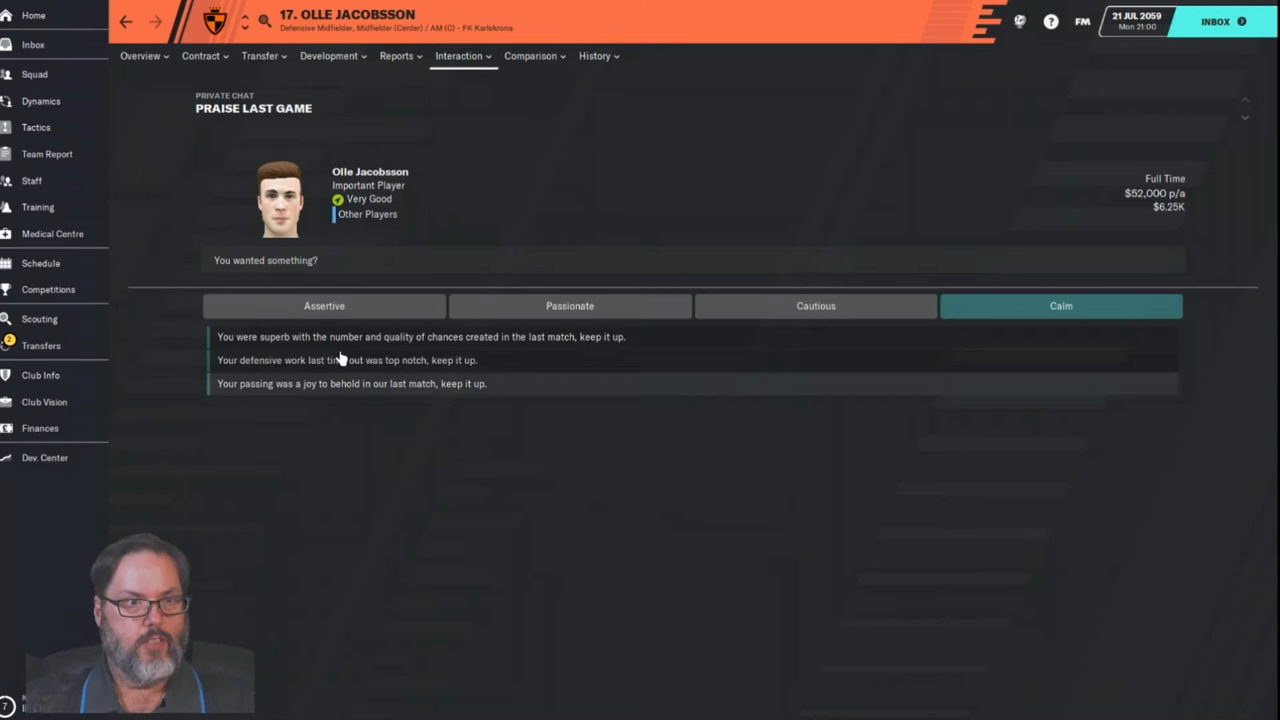 Home
Inbox
Squad
Dynamics
Tactics
Team Report
Staff
Training
Medical Centre
Schedule
Competitions
Scouting
2
Transfers
Club Info
Club Vision
Finances
Dev. Center
7
17. OLLE JACOBSSON
Defensive Midfielder, Midfielder (Center) / AM (C) - FK Karlskrona
?
FM
21 JUL 2059
Mon 21:00
INBOX
Overview
Contract
Transfer
Development
Reports
Interaction
Comparison
History
PRIVATE CHAT
PRAISE LAST GAME
Olle Jacobsson
Important Player
Very Good
Other Players
Full Time
$52,000 p/a
$6.25K
You wanted something?
Assertive
Passionate
Cautious
Calm
You were superb with the number and quality of chances created in the last match, keep it up.
Your defensive work last time out was top notch, keep it up.
Your passing was a joy to behold in our last match, keep it up.